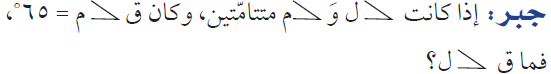 جبر: إذا كانت ∠ ل وَ ∠ م متتامّتين، وكان ق ∠ م = ٦٥°،
فما ق ∠ ل؟